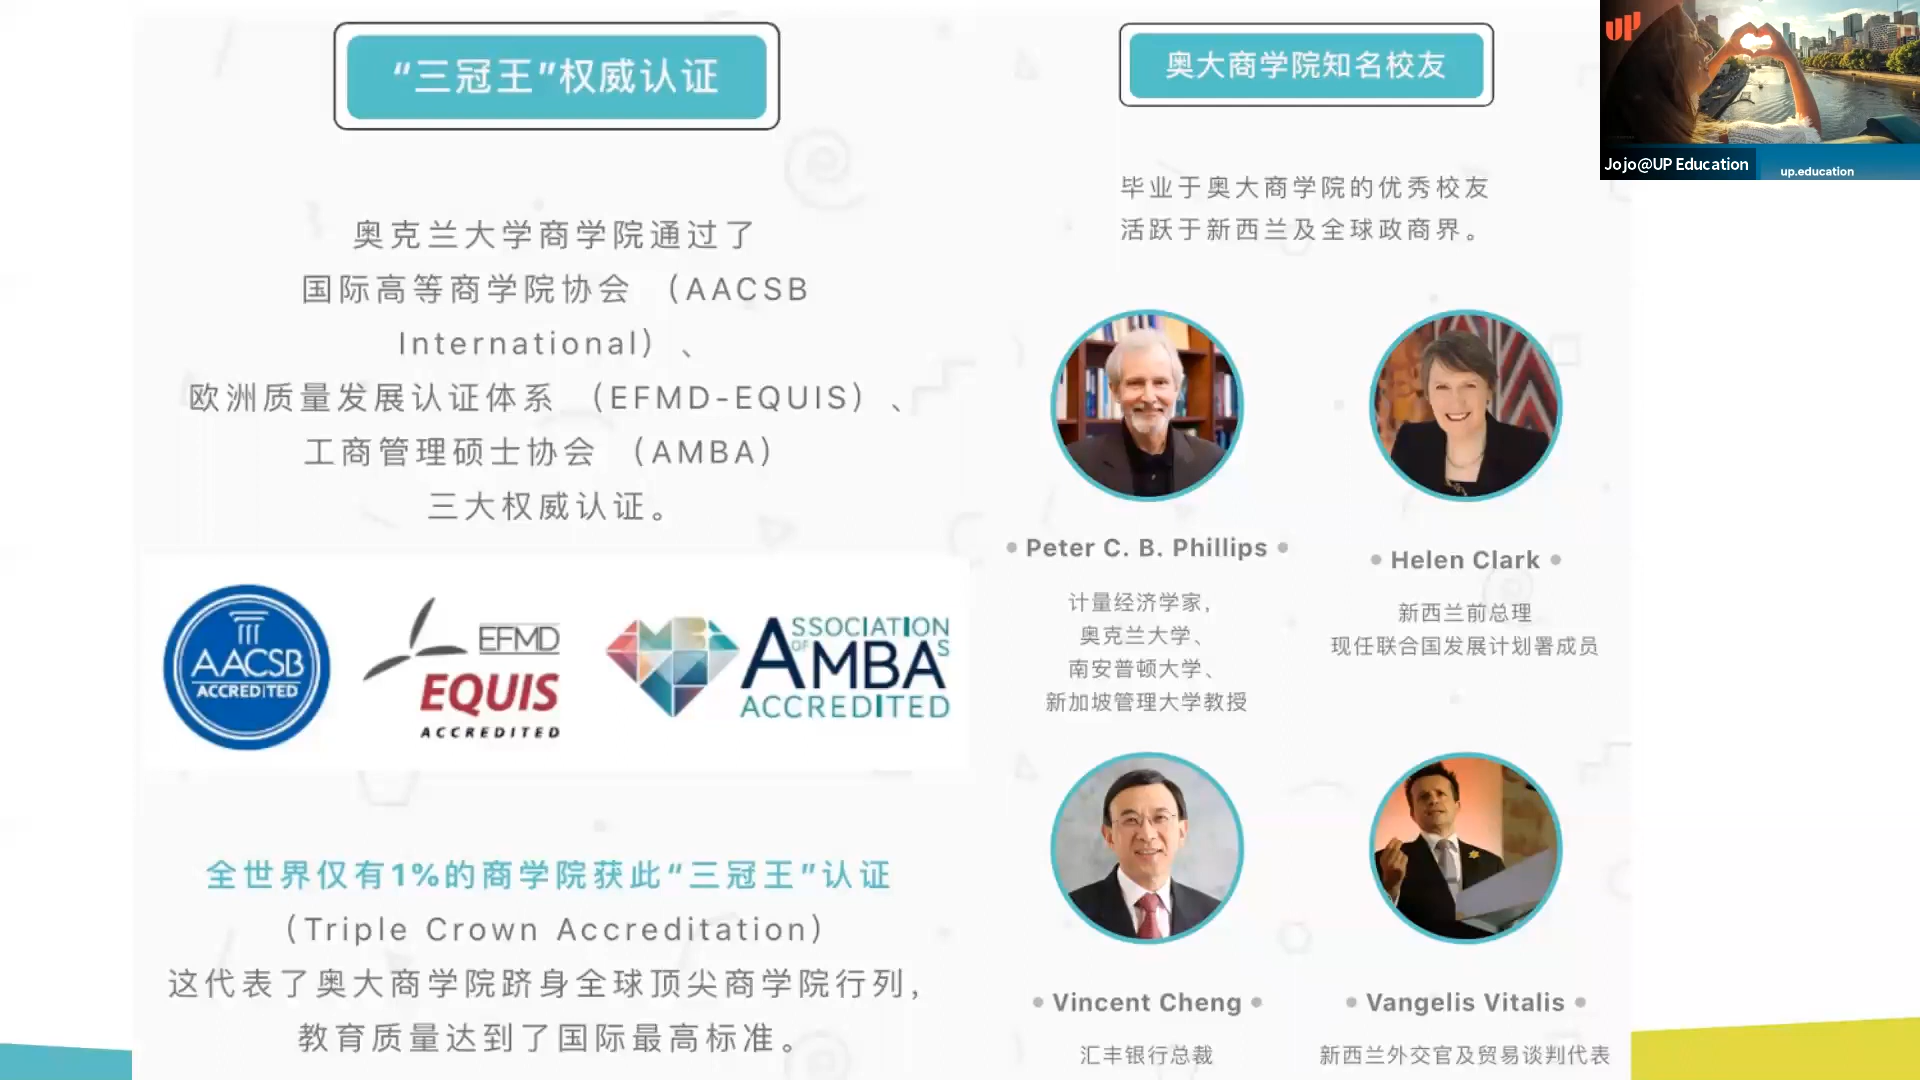 “三冠王”权威认证
奥克兰大学商学院通过了
国际高等商学院协会 （AACSB
International）、
欧洲质量发展认证体系 （EFMD-EQUIS）、
工商管理硕士协会 （AMBA）
三大权威认证。
AACSB
ACCREDITED
EFMD
EQUIS
ACCREDITED
ASSOCIATION
OF AMBAS
ACCREDITED
全世界仅有1%的商学院获此“三冠王”认证
（Triple Crown Accreditation）
这代表了奥大商学院跻身全球顶尖商学院行列，
教育质量达到了国际最高标准。
奥大商学院知名校友
毕业于奥大商学院的优秀校友
活跃于新西兰及全球政商界。
• Peter C. B. Phillips •
计量经济学家，
奥克兰大学、
南安普顿大学、
新加坡管理大学教授
• Helen Clark •
新西兰前总理
现任联合国发展计划署成员
• Vincent Cheng •
汇丰银行总裁
• Vangelis Vitalis •
新西兰外交官及贸易谈判代表
UP
Jojo@UP Education
up.education